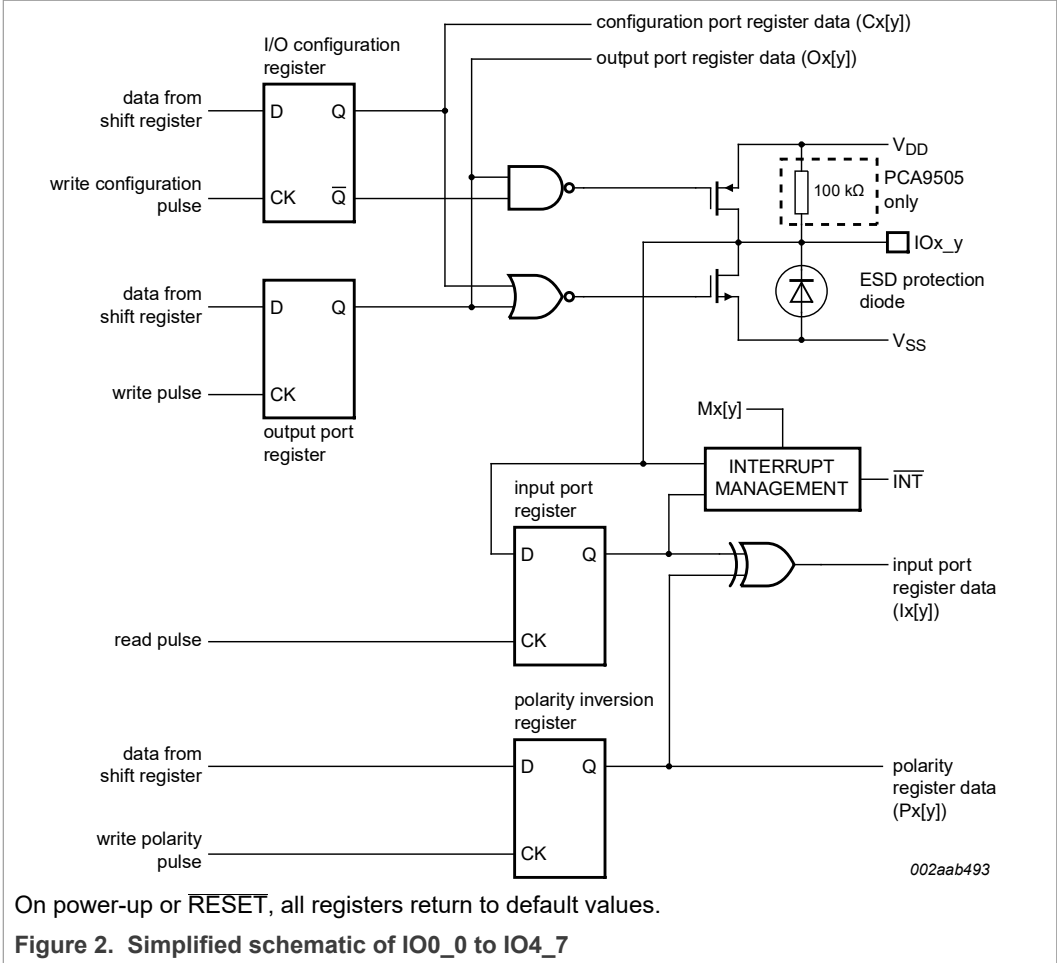 configuration port register data (Cx[y])
I/O configuration
register
output port register data (Ox[y])
data from
shift register
D
Q
write configuration
pulse
CK
Q̅
V_DD
100 kΩ
PCA9505
only
IOx_y
ESD protection
diode
V_SS
data from
shift register
D
Q
write pulse
CK
output port
register
Mx[y]
INTERRUPT
MANAGEMENT
I̅N̅T̅
input port
register
D
Q
input port
register data
(Ix[y])
read pulse
CK
polarity inversion
register
data from
shift register
D
Q
polarity
register data
(Px[y])
write polarity
pulse
CK
002aab493
On power-up or R̅E̅S̅E̅T̅, all registers return to default values.
Figure 2. Simplified schematic of IO0_0 to IO4_7